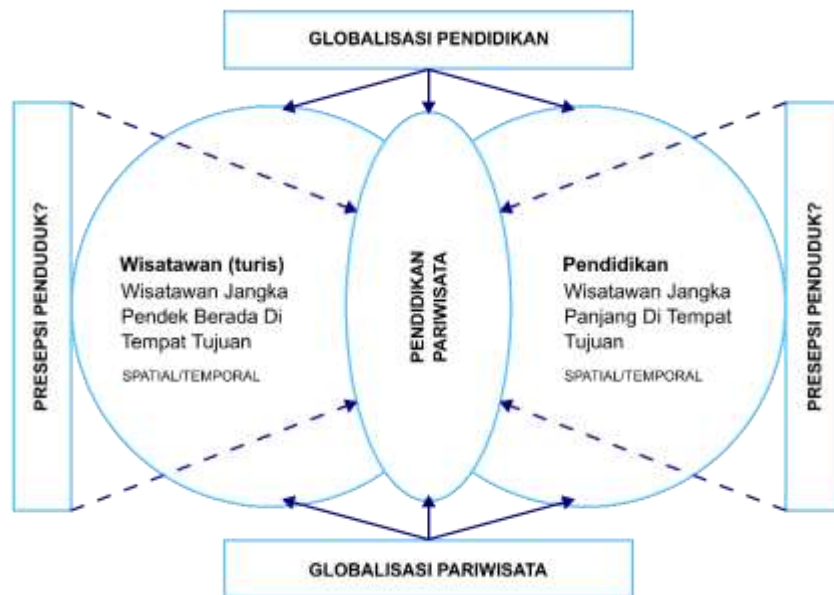 GLOBALISASI PENDIDIKAN
PRESEPSI PENDUDUK?
Wisatawan (turis)
Wisatawan Jangka
Pendek Berada Di
Tempat Tujuan
SPATIAL/TEMPORAL
PENDIDIKAN
PARIWISATA
Pendidikan
Wisatawan Jangka
Panjang Di Tempat
Tujuan
SPATIAL/TEMPORAL
PRESEPSI PENDUDUK?
GLOBALISASI PARIWISATA